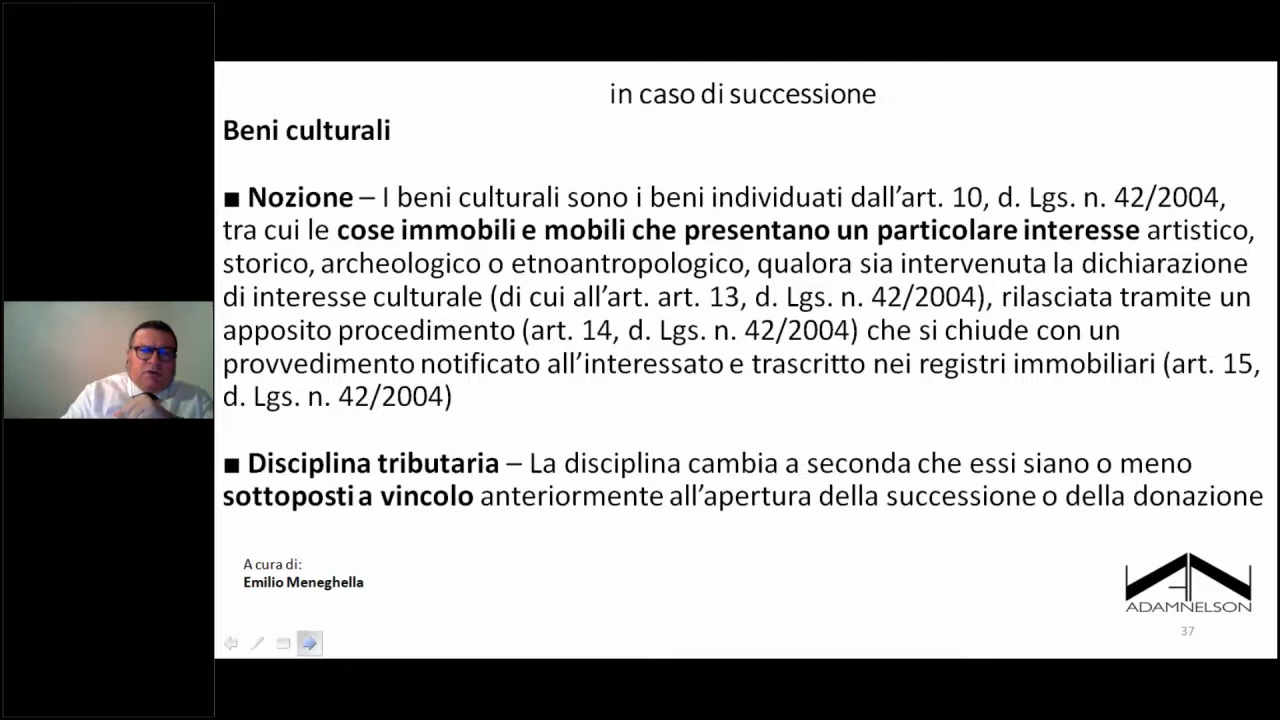 in caso di successione
Beni culturali
■ Nozione – I beni culturali sono i beni individuati dall’art. 10, d. Lgs. n. 42/2004,
tra cui le cose immobili e mobili che presentano un particolare interesse artistico,
storico, archeologico o etnoantropologico, qualora sia intervenuta la dichiarazione
di interesse culturale (di cui all’art. art. 13, d. Lgs. n. 42/2004), rilasciata tramite un
apposito procedimento (art. 14, d. Lgs. n. 42/2004) che si chiude con un
provvedimento notificato all’interessato e trascritto nei registri immobiliari (art. 15,
d. Lgs. n. 42/2004)
■ Disciplina tributaria – La disciplina cambia a seconda che essi siano o meno
sottoposti a vincolo anteriormente all’apertura della successione o della donazione
A cura di:
Emilio Meneghella
ADAMNELSON
37